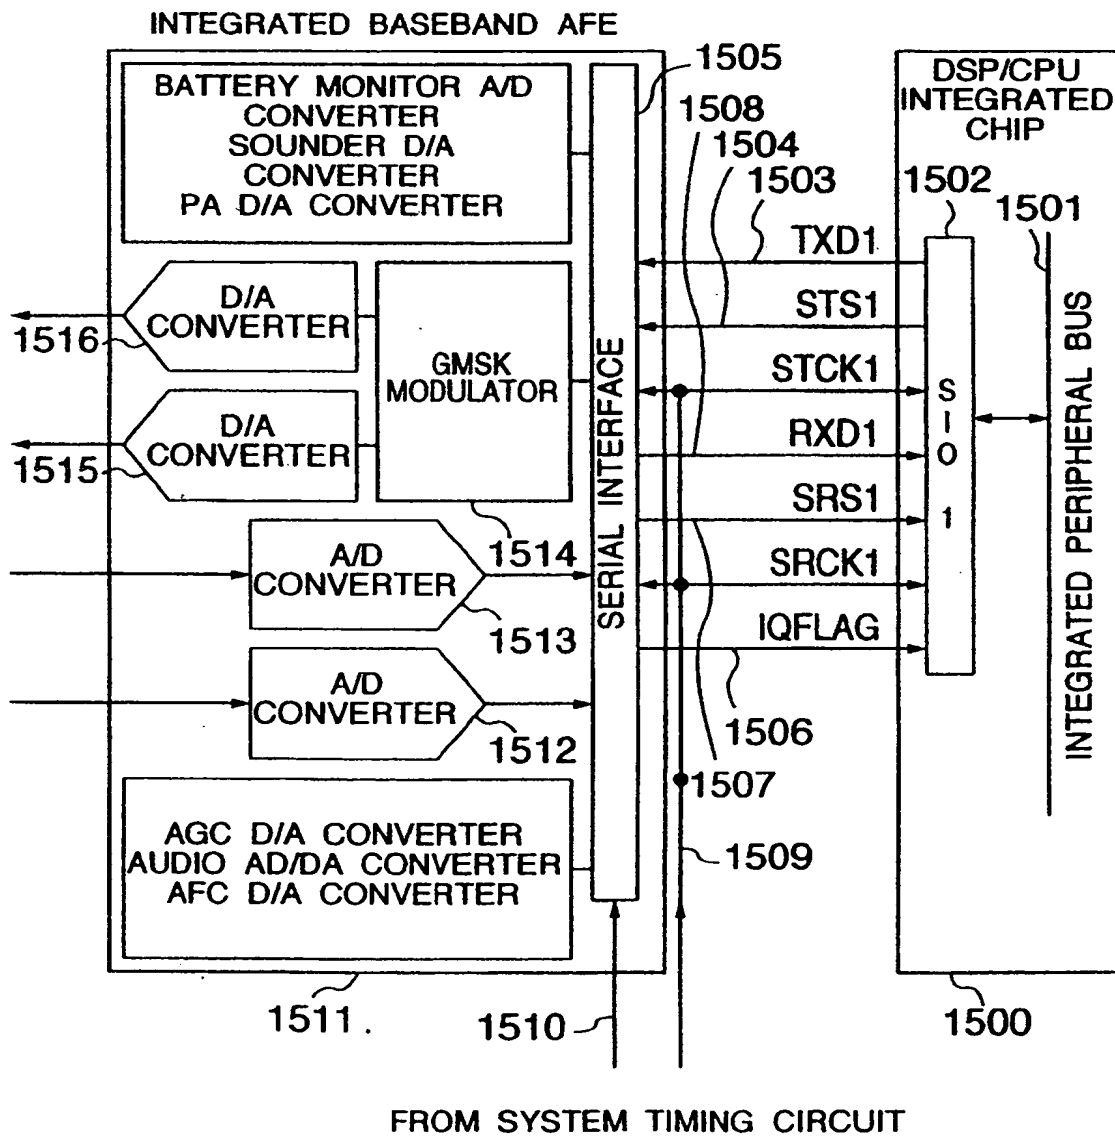 INTEGRATED BASEBAND AFE
1505
DSP/CPU
INTEGRATED
CHIP
BATTERY MONITOR A/D
CONVERTER
SOUNDER D/A
CONVERTER
PA D/A CONVERTER
1508
1504
1503
1502
1501
TXD1
STS1
STCK1
RXD1
SRS1
SRCK1
IQFLAG
D/A
CONVERTER
1516
GMSK
MODULATOR
D/A
CONVERTER
1515
1514
SERIAL INTERFACE
SIO 1
INTEGRATED PERIPHERAL BUS
A/D
CONVERTER
1513
A/D
CONVERTER
1512
1506
1507
AGC D/A CONVERTER
AUDIO AD/DA CONVERTER
AFC D/A CONVERTER
1509
1511.
1510
1500
FROM SYSTEM TIMING CIRCUIT